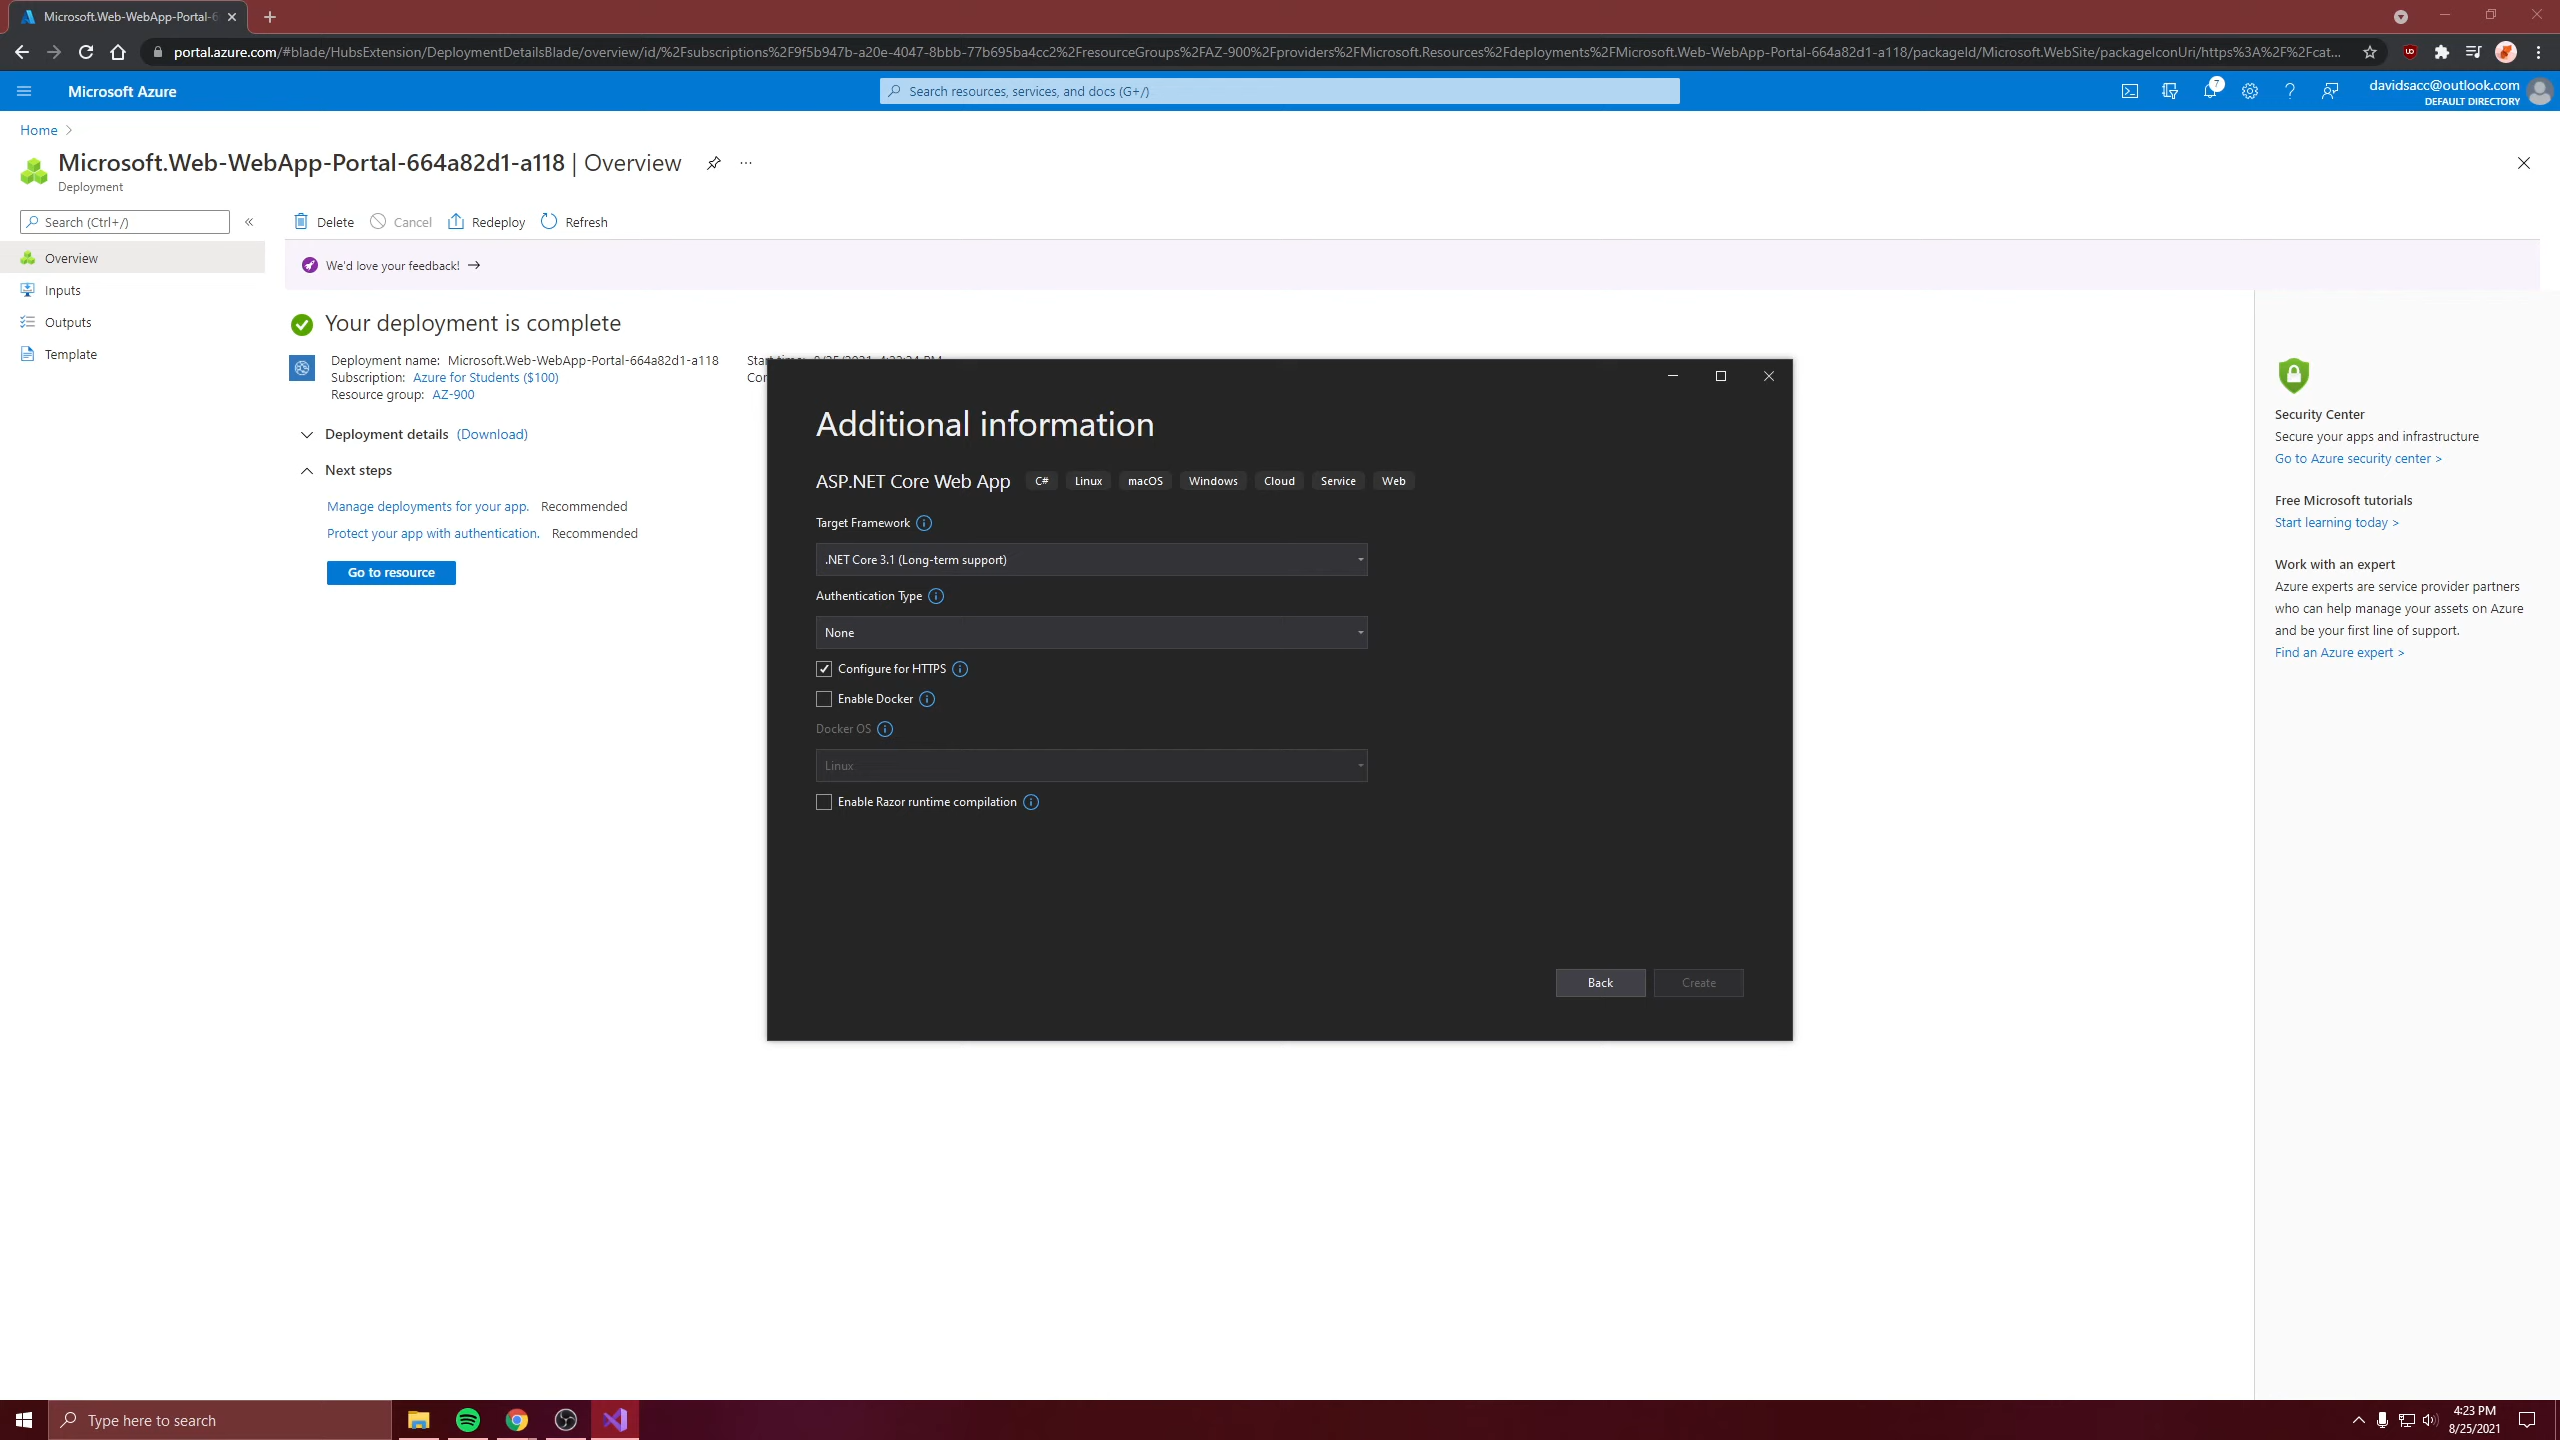 Microsoft.Web-WebApp-Portal-6
portal.azure.com/#blade/HubsExtension/DeploymentDetailsBlade/overview/id/%2Fsubscriptions%2F9f5b947b-a20e-4047-8bbb-77b695ba4cc2%2FresourceGroups%2FAZ-900%2Fproviders%2FMicrosoft.Resources%2Fdeployments%2FMicrosoft.Web-WebApp-Portal-664a82d1-a118/packageId/Microsoft.WebSite/packageIconUri/https%3A%2F%2Fcat...
Microsoft Azure
Search resources, services, and docs (G+/)
7
davidsacc@outlook.com
DEFAULT DIRECTORY
Home
Microsoft.Web-WebApp-Portal-664a82d1-a118 | Overview
Deployment
Search (Ctrl+/)
Delete
Cancel
Redeploy
Refresh
Overview
Inputs
Outputs
Template
We'd love your feedback!
Your deployment is complete
Deployment name: Microsoft.Web-WebApp-Portal-664a82d1-a118
Subscription: Azure for Students ($100)
Resource group: AZ-900
Deployment details (Download)
Next steps
Manage deployments for your app. Recommended
Protect your app with authentication. Recommended
Go to resource
Additional information
ASP.NET Core Web App C# Linux macOS Windows Cloud Service Web
Target Framework
.NET Core 3.1 (Long-term support)
Authentication Type
None
Configure for HTTPS
Enable Docker
Docker OS
Linux
Enable Razor runtime compilation
Back
Create
Security Center
Secure your apps and infrastructure
Go to Azure security center >
Free Microsoft tutorials
Start learning today >
Work with an expert
Azure experts are service provider partners
who can help manage your assets on Azure
and be your first line of support.
Find an Azure expert >
Type here to search
4:23 PM
8/25/2021